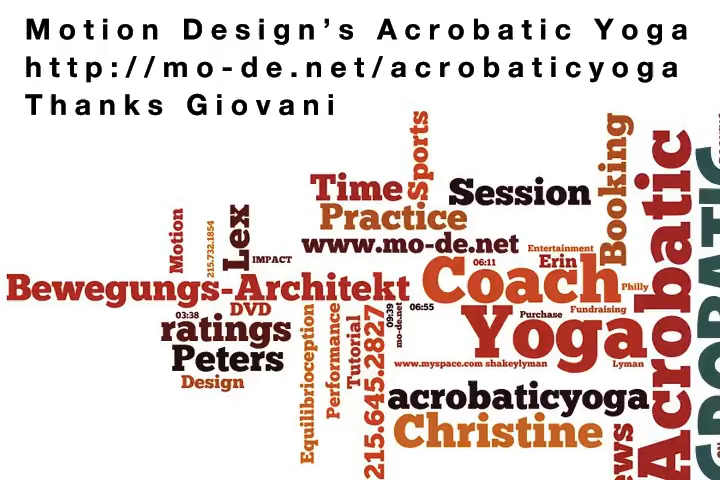 Motion Design’s Acrobatic Yoga
http://mo-de.net/acrobaticyoga
Thanks Giovani
Sports
Booking
Acrobatic
Time
Session
Practice
Motion
215.732.1854
Lex
www.mo-de.net
Entertainment
IMPACT
06:11
Erin
Coach
Philly
Bewegungs-Architekt
DVD
03:38
09:39
mo-de.net
06:55
Purchase
Fundraising
ratings
Yoga
Peters
Design
Equilibrioception
Performance
Tutorial
215.645.2827
www.myspace.com shakeylyman
Lyman
acrobaticyoga
Christine